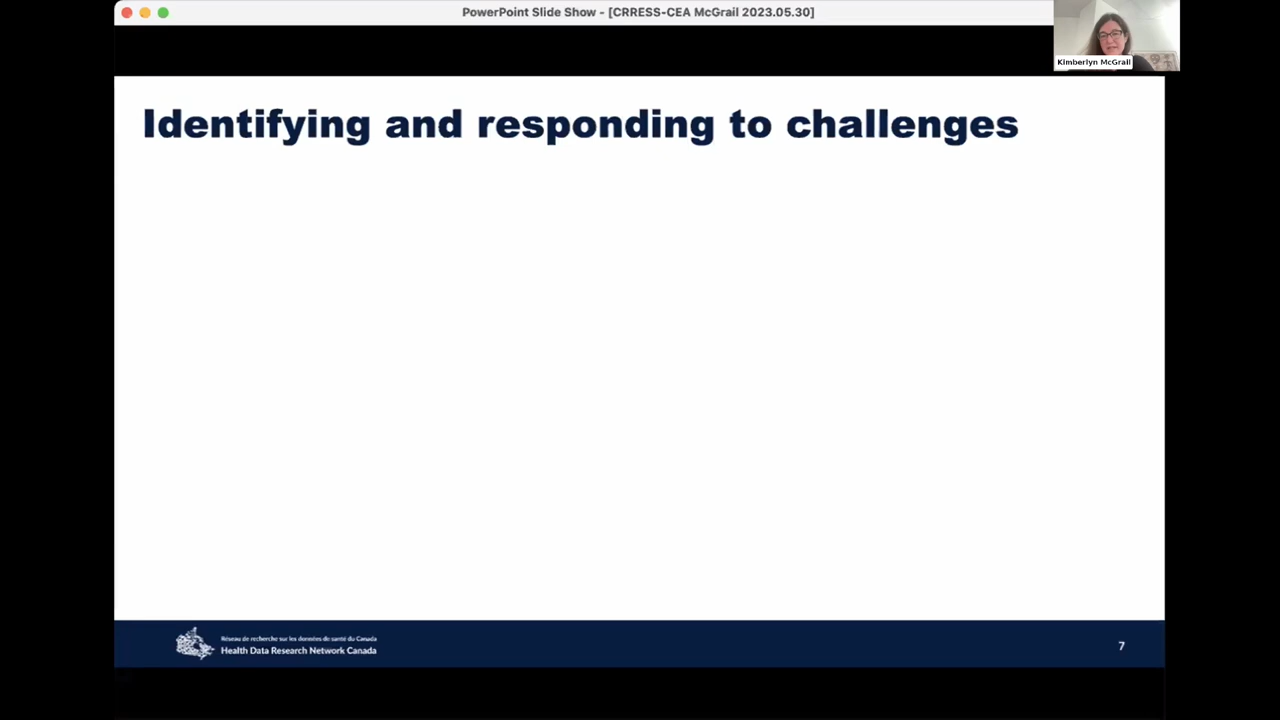 PowerPoint Slide Show - [CRRESS-CEA McGrail 2023.05.30]
Kimberlyn McGrail
Identifying and responding to challenges
Réseau de recherche sur les données de santé du Canada
Health Data Research Network Canada
7